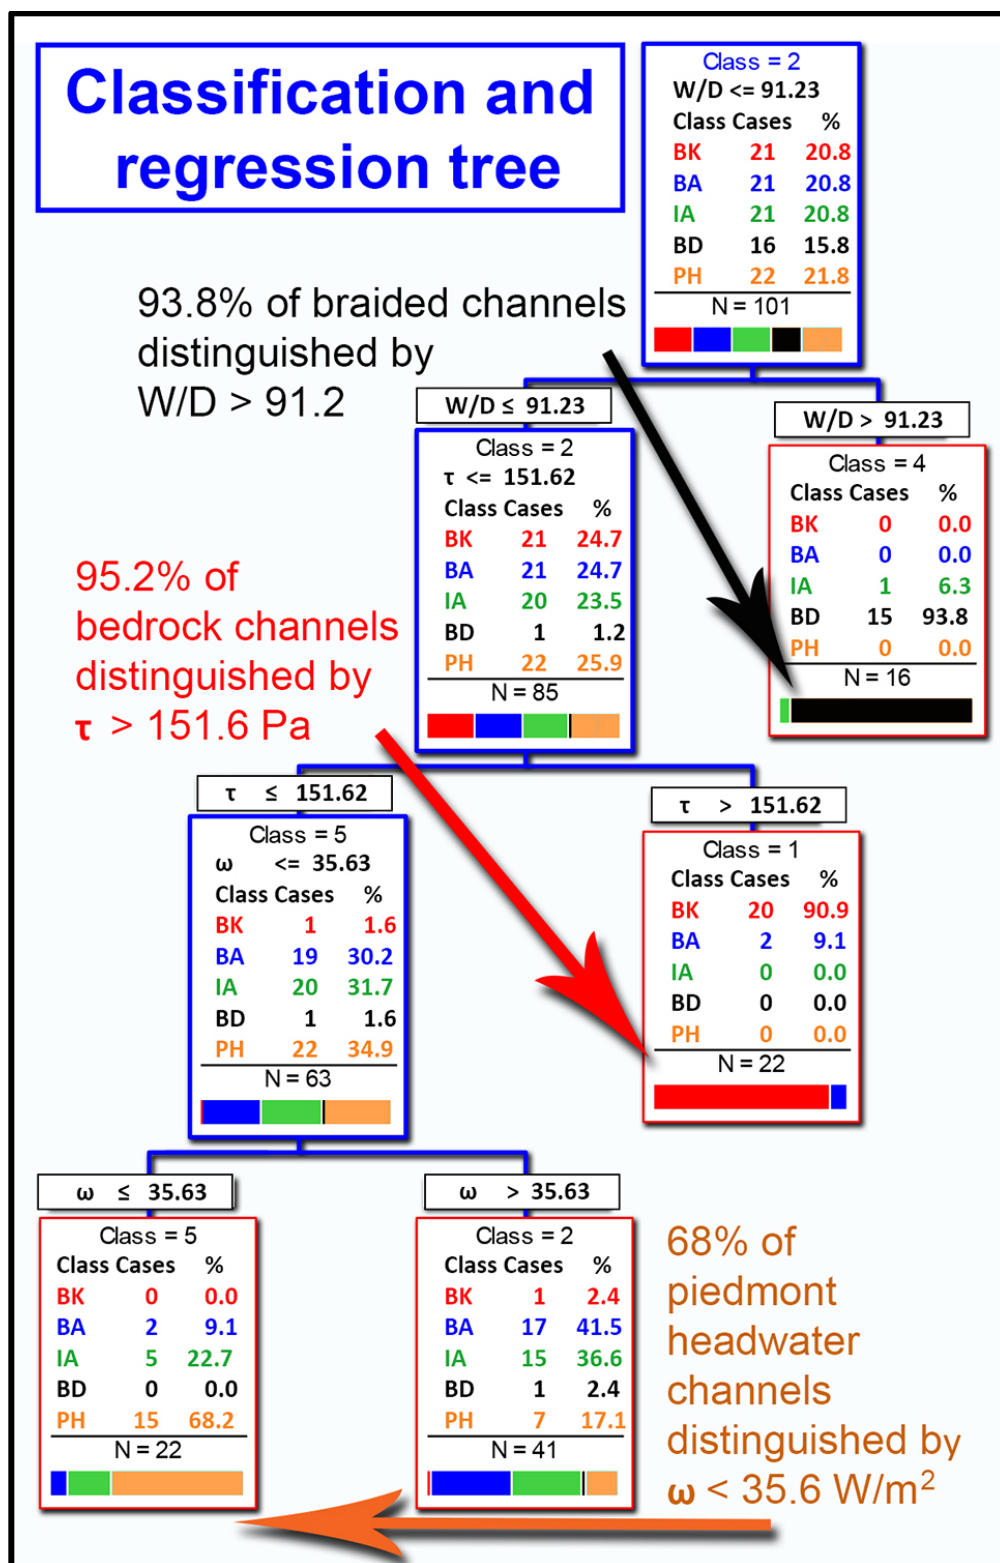 Classification and
regression tree
Class = 2
W/D <= 91.23
Class Cases %
BK 21 20.8
BA 21 20.8
IA 21 20.8
BD 16 15.8
PH 22 21.8
N = 101
93.8% of braided channels
distinguished by
W/D > 91.2
W/D ≤ 91.23
Class = 2
τ <= 151.62
Class Cases %
BK 21 24.7
BA 21 24.7
IA 20 23.5
BD 1 1.2
PH 22 25.9
N = 85
W/D > 91.23
Class = 4
Class Cases %
BK 0 0.0
BA 0 0.0
IA 1 6.3
BD 15 93.8
PH 0 0.0
N = 16
95.2% of
bedrock channels
distinguished by
τ > 151.6 Pa
τ ≤ 151.62
Class = 5
ω <= 35.63
Class Cases %
BK 1 1.6
BA 19 30.2
IA 20 31.7
BD 1 1.6
PH 22 34.9
N = 63
τ > 151.62
Class = 1
Class Cases %
BK 20 90.9
BA 2 9.1
IA 0 0.0
BD 0 0.0
PH 0 0.0
N = 22
ω ≤ 35.63
Class = 5
Class Cases %
BK 0 0.0
BA 2 9.1
IA 5 22.7
BD 0 0.0
PH 15 68.2
N = 22
ω > 35.63
Class = 2
Class Cases %
BK 1 2.4
BA 17 41.5
IA 15 36.6
BD 1 2.4
PH 7 17.1
N = 41
68% of
piedmont
headwater
channels
distinguished by
ω < 35.6 W/m²